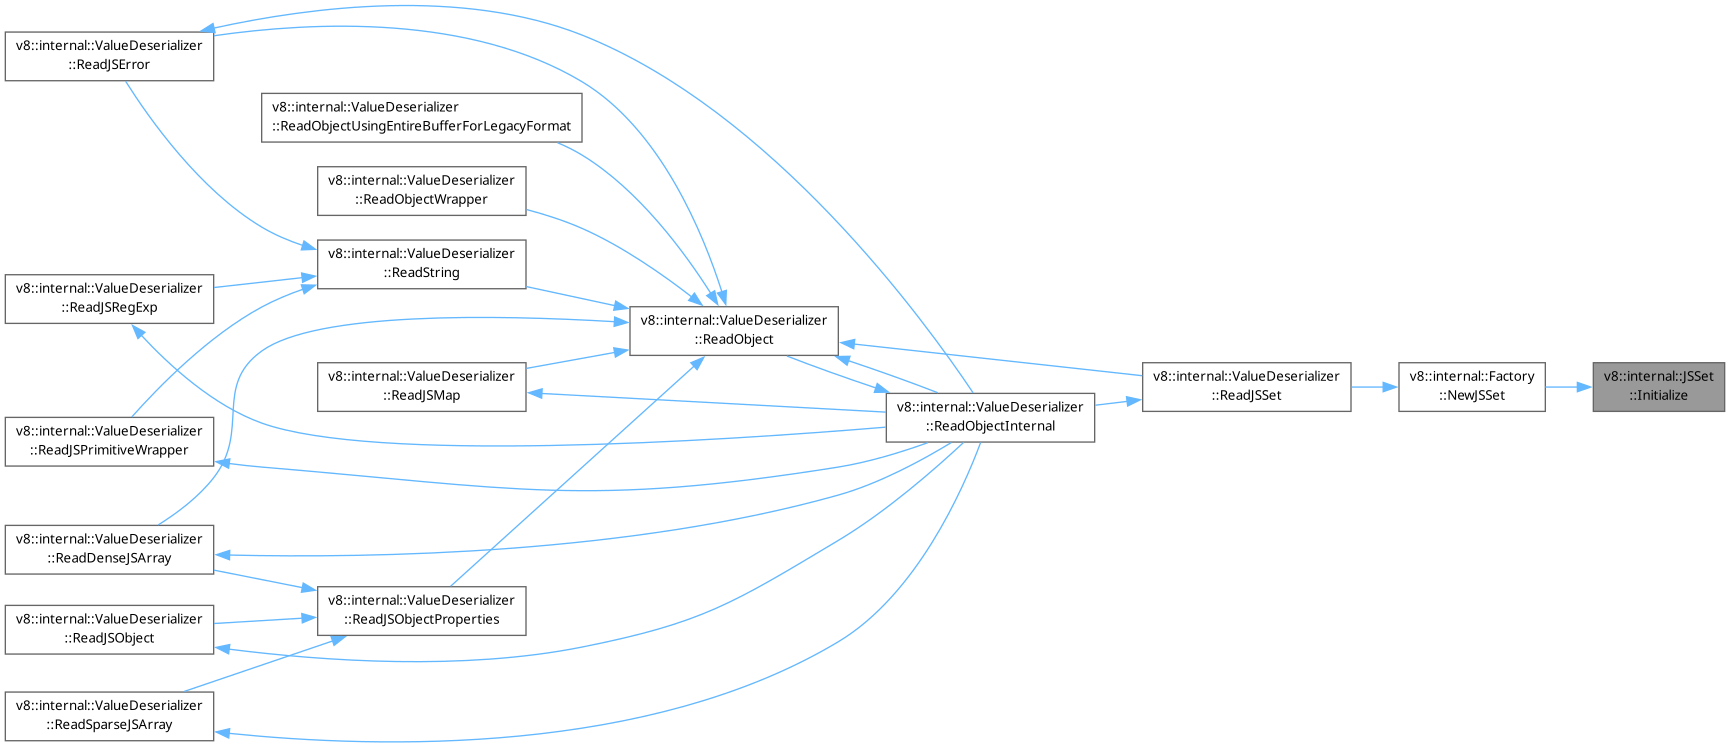 v8::internal::ValueDeserializer
::ReadJSError
v8::internal::ValueDeserializer
::ReadObjectUsingEntireBufferForLegacyFormat
v8::internal::ValueDeserializer
::ReadObjectWrapper
v8::internal::ValueDeserializer
::ReadString
v8::internal::ValueDeserializer
::ReadJSRegExp
v8::internal::ValueDeserializer
::ReadObject
v8::internal::ValueDeserializer
::ReadJSMap
v8::internal::ValueDeserializer
::ReadJSSet
v8::internal::Factory
::NewJSSet
v8::internal::JSSet
::Initialize
v8::internal::ValueDeserializer
::ReadObjectInternal
v8::internal::ValueDeserializer
::ReadJSPrimitiveWrapper
v8::internal::ValueDeserializer
::ReadDenseJSArray
v8::internal::ValueDeserializer
::ReadJSObjectProperties
v8::internal::ValueDeserializer
::ReadJSObject
v8::internal::ValueDeserializer
::ReadSparseJSArray